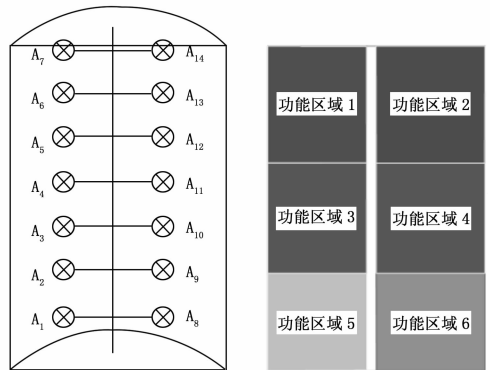 A7 A14
A6 A13
A5 A12
A4 A11
A3 A10
A2 A9
A1 A8
功能区域 1 功能区域 2
功能区域 3 功能区域 4
功能区域 5 功能区域 6